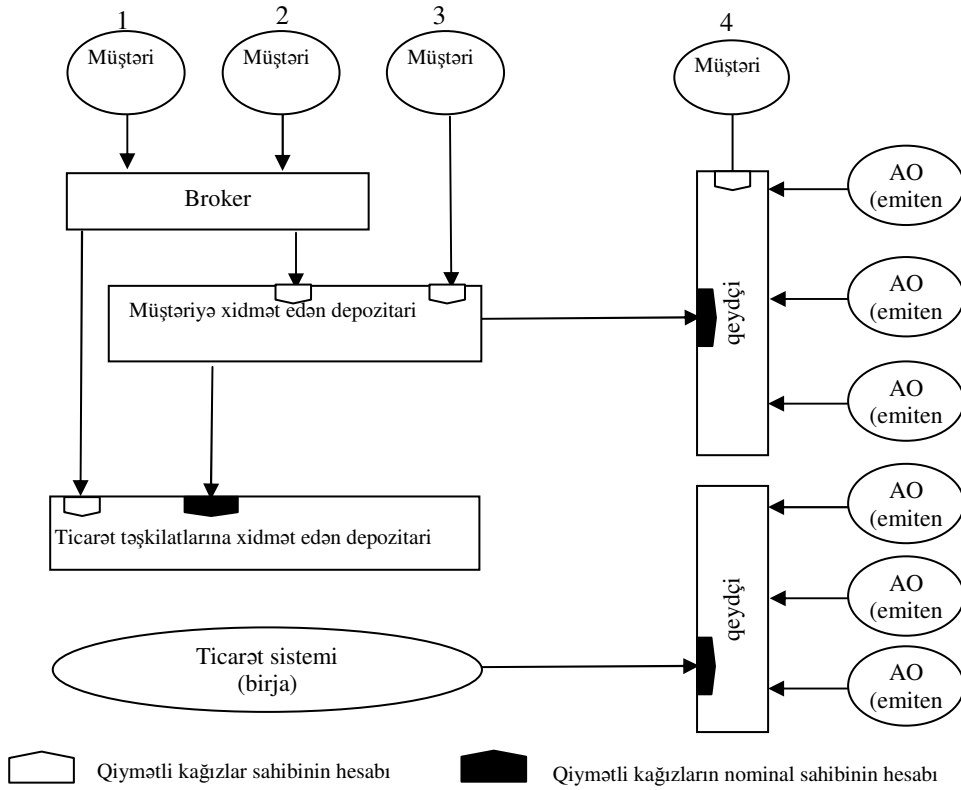 1
2
3
4
Müştəri
Müştəri
Müştəri
Müştəri
Broker
Müştəriyə xidmət edən depozitari
Ticarət təşkilatlarına xidmət edən depozitari
Ticarət sistemi
(birja)
qeydçi
qeydçi
AO
(emiten
AO
(emiten
AO
(emiten
AO
(emiten
AO
(emiten
AO
(emiten
Qiymətli kağızlar sahibinin hesabı
Qiymətli kağızların nominal sahibinin hesabı